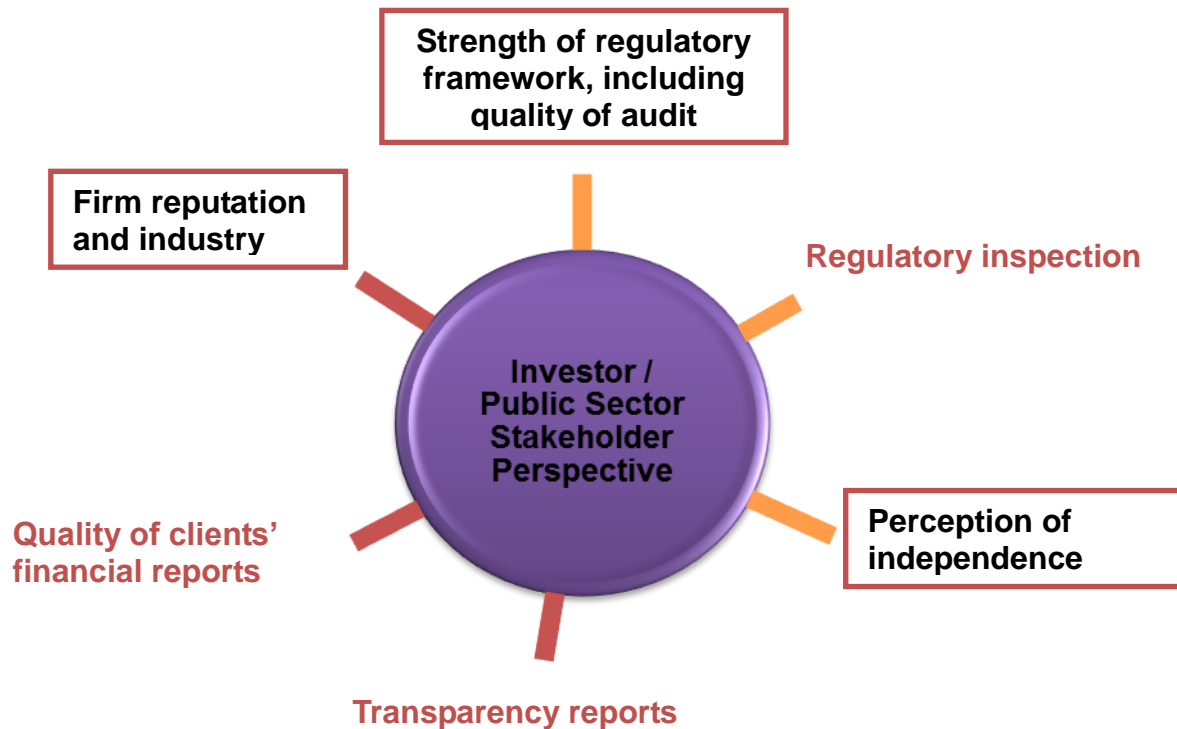 Strength of regulatory
framework, including
quality of audit
Firm reputation
and industry
Regulatory inspection
Investor /
Public Sector
Stakeholder
Perspective
Quality of clients’
financial reports
Perception of
independence
Transparency reports